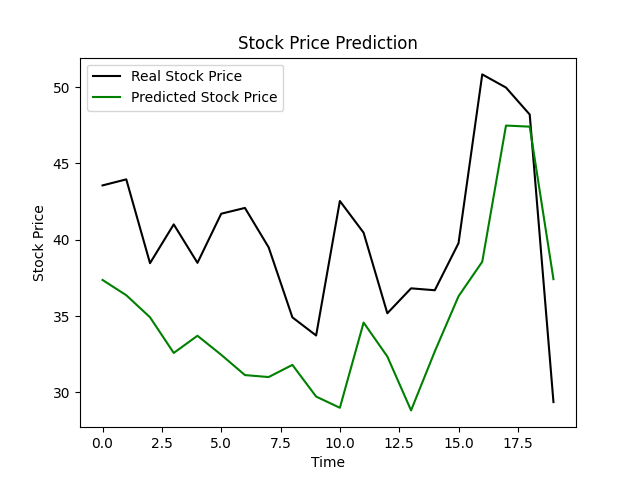 Stock Price Prediction
Real Stock Price
Predicted Stock Price
50
45
40
35
30
Stock Price
0.0 2.5 5.0 7.5 10.0 12.5 15.0 17.5
Time